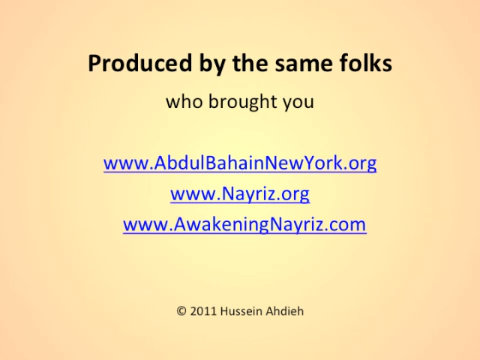 Produced by the same folks
who brought you
www.AbdulBahainNewYork.org
www.Nayriz.org
www.AwakeningNayriz.com
© 2011 Hussein Ahdieh